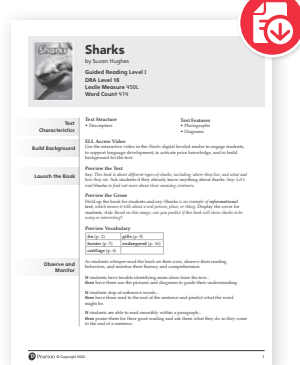 Sharks
Sharks
by Susan Hughes
Guided Reading Level I
DRA Level 16
Lexile Measure 450L
Word Count 414
Text
Characteristics
Text Structure
• Description
Text Features
• Photographs
• Diagrams
Build Background
ELL Access Video
Use the interactive video in the Sharks digital leveled reader to engage students,
to support language development, to activate prior knowledge, and to build
background for the text.
Launch the Book
Preview the Text
Say: This book is about different types of sharks, including where they live, and what and
how they eat. Ask students if they already know anything about sharks. Say: Let's
read Sharks to find out more about these amazing creatures.
Preview the Genre
Hold up the book for students and say: Sharks is an example of informational
text, which means it tells about a real person, place, or thing. Display the cover for
students. Ask: Based on this image, can you predict if this book will show sharks to be
scary or interesting?
Preview Vocabulary
fin (p. 2) gills (p. 9)
hunter (p. 3) endangered (p. 16)
cartilage (p. 6)
Observe and
Monitor
As students whisper-read the book on their own, observe their reading
behaviors, and monitor their fluency and comprehension.
If students have trouble identifying main ideas from the text...
then have them use the pictures and diagrams to guide their understanding.
If students stop at unknown words...
then have them read to the end of the sentence and predict what the word
might be.
If students are able to read smoothly within a paragraph...
then praise them for their good reading and ask them what they do as they come
to the end of a sentence.
Pearson © Copyright 2020
1